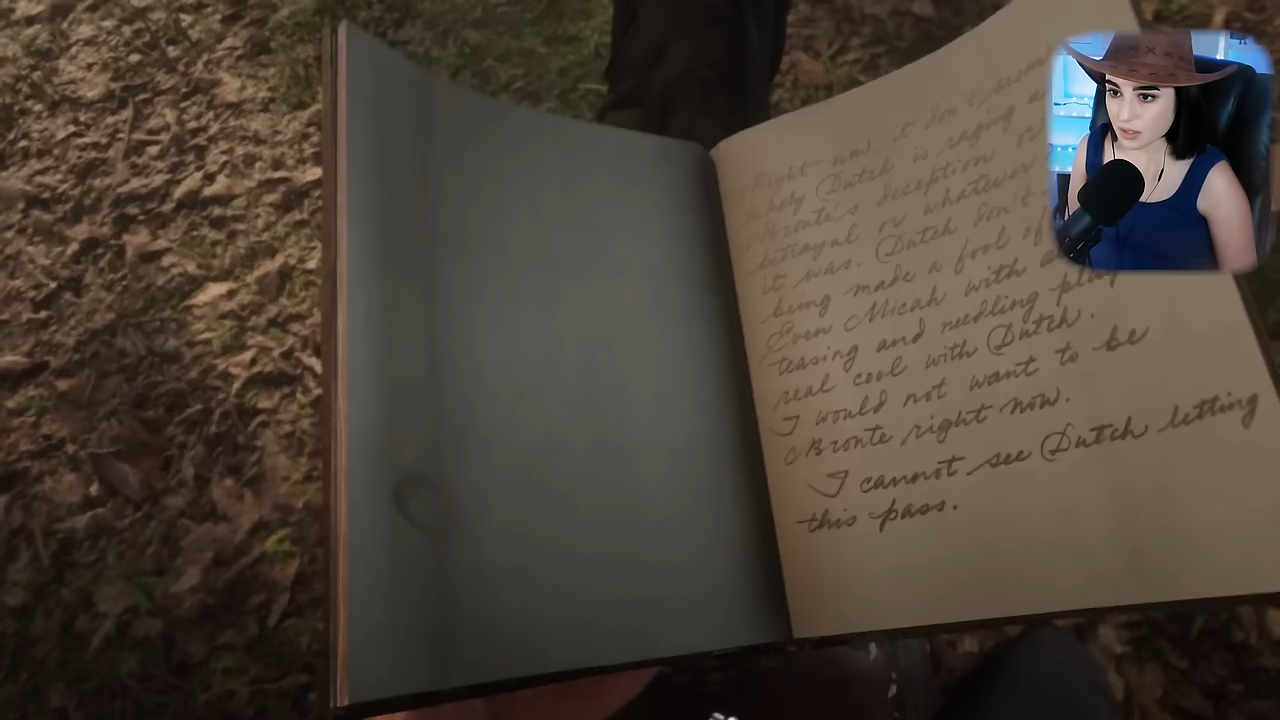 Right now it don't seem
help Dutch is raging a
Bronte's deception or
betrayal or whatever
it was. Dutch don't
being made a fool of
Even Micah with a
teasing and needling play
real cool with Dutch.
I would not want to be
Bronte right now.
I cannot see Dutch letting
this pass.